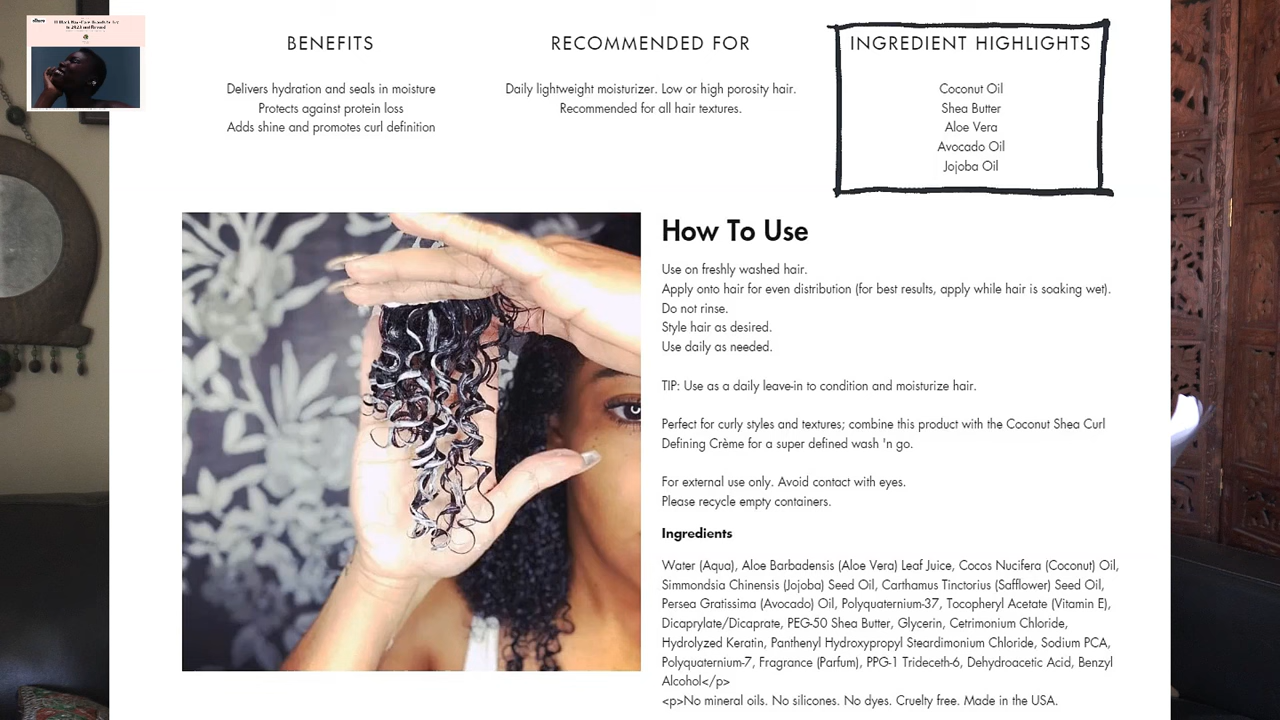 BENEFITS
Delivers hydration and seals in moisture
Protects against protein loss
Adds shine and promotes curl definition
RECOMMENDED FOR
Daily lightweight moisturizer. Low or high porosity hair.
Recommended for all hair textures.
INGREDIENT HIGHLIGHTS
Coconut Oil
Shea Butter
Aloe Vera
Avocado Oil
Jojoba Oil
How To Use
Use on freshly washed hair.
Apply onto hair for even distribution (for best results, apply while hair is soaking wet).
Do not rinse.
Style hair as desired.
Use daily as needed.
TIP: Use as a daily leave-in to condition and moisturize hair.
Perfect for curly styles and textures; combine this product with the Coconut Shea Curl
Defining Crème for a super defined wash 'n go.
For external use only. Avoid contact with eyes.
Please recycle empty containers.
Ingredients
Water (Aqua), Aloe Barbadensis (Aloe Vera) Leaf Juice, Cocos Nucifera (Coconut) Oil,
Simmondsia Chinensis (Jojoba) Seed Oil, Carthamus Tinctorius (Safflower) Seed Oil,
Persea Gratissima (Avocado) Oil, Polyquaternium-37, Tocopheryl Acetate (Vitamin E),
Dicaprylate/Dicaprate, PEG-50 Shea Butter, Glycerin, Cetrimonium Chloride,
Hydrolyzed Keratin, Panthenyl Hydroxypropyl Steardimonium Chloride, Sodium PCA,
Polyquaternium-7, Fragrance (Parfum), PPG-1 Trideceth-6, Dehydroacetic Acid, Benzyl
Alcohol</p>
<p>No mineral oils. No silicones. No dyes. Cruelty free. Made in the USA.